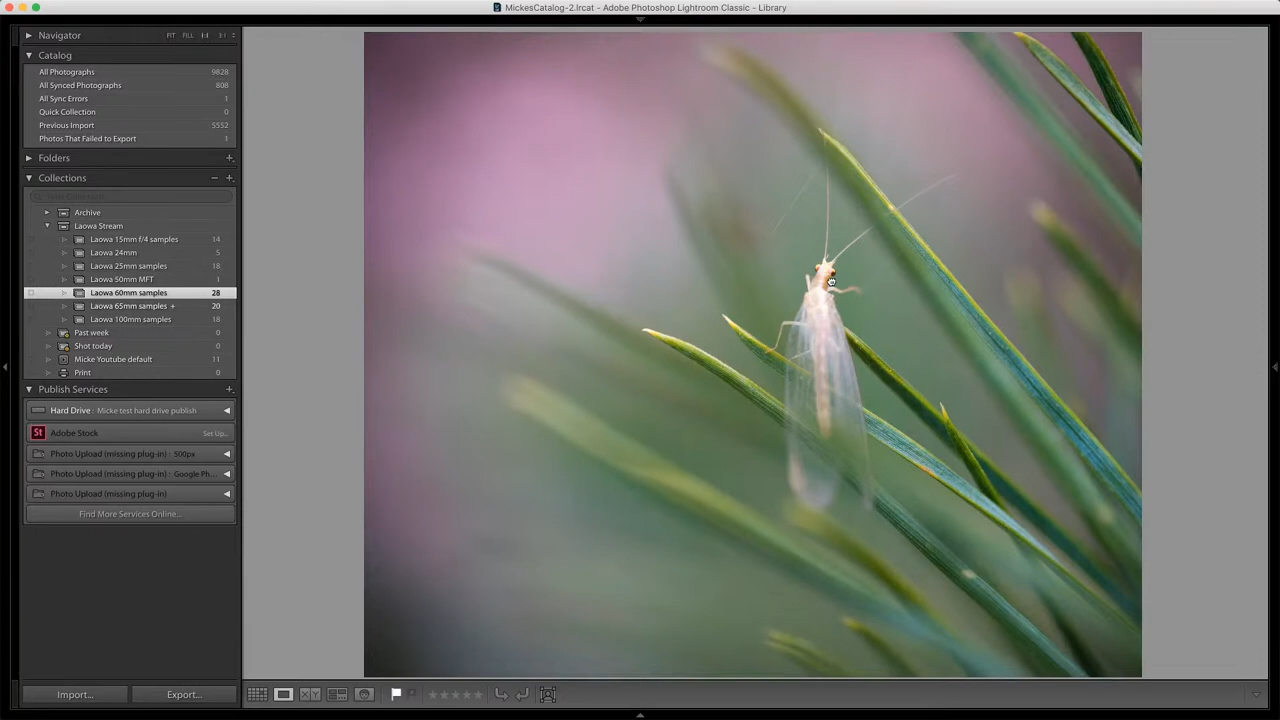 MickesCatalog-2.lrcat - Adobe Photoshop Lightroom Classic - Library
Navigator FIT FILL 1:1
Catalog
All Photographs 9828
All Synced Photographs 808
All Sync Errors 1
Quick Collection 0
Previous Import 5552
Photos That Failed to Export 1
Folders
Collections
Archive
Laowa Stream
Laowa 15mm f/4 samples 14
Laowa 24mm 5
Laowa 25mm samples 18
Laowa 50mm MFT 1
Laowa 60mm samples 28
Laowa 65mm samples + 20
Laowa 100mm samples 18
Past week 0
Shot today 0
Micke Youtube default 0
Print 0
Publish Services
Hard Drive : Micke test hard drive publish
St Adobe Stock Set Up...
Photo Upload (missing plug-in) : 500px
Photo Upload (missing plug-in) : Google Ph...
Photo Upload (missing plug-in)
Find More Services Online...
Import... Export... X Y